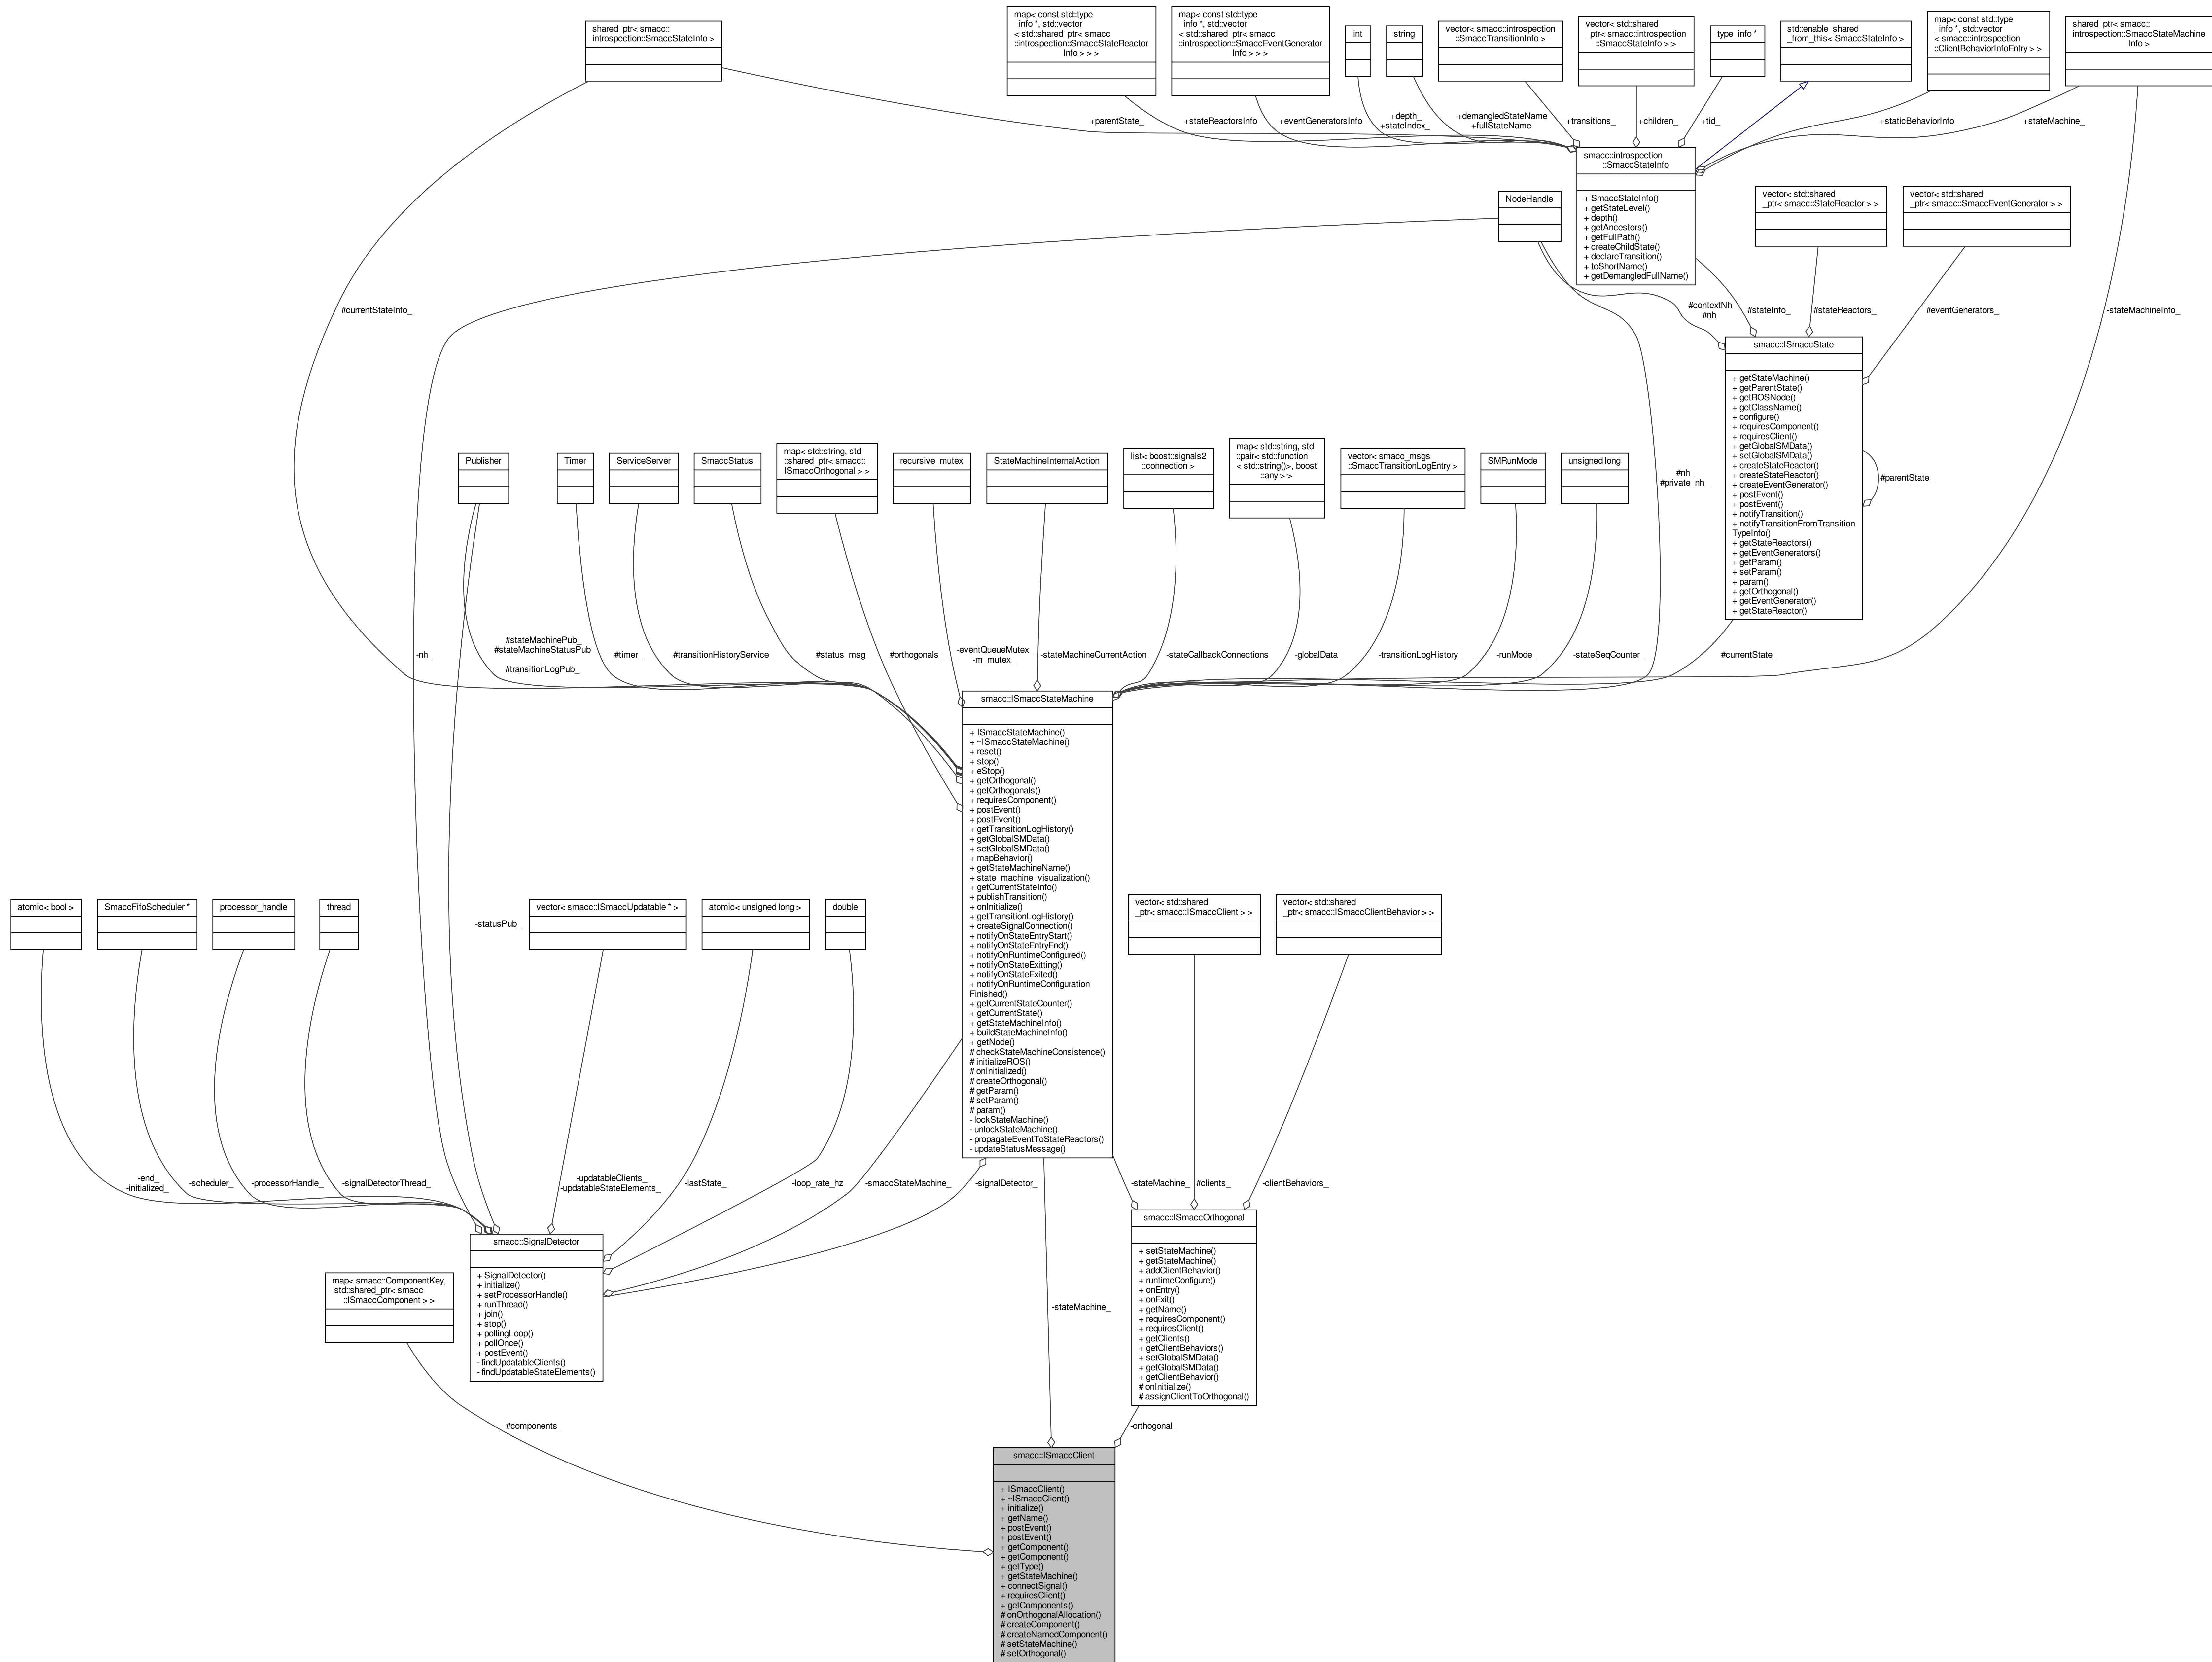 shared_ptr< smacc::
introspection::SmaccStateInfo >
map< const std::type
_info *, std::vector
< std::shared_ptr< smacc
::introspection::SmaccStateReactor
Info > > >
map< const std::type
_info *, std::vector
< std::shared_ptr< smacc
::introspection::SmaccEventGenerator
Info > > >
int
string
vector< smacc::introspection
::SmaccTransitionInfo >
vector< std::shared
_ptr< smacc::introspection
::SmaccStateInfo > >
type_info *
std::enable_shared
_from_this< SmaccStateInfo >
map< const std::type
_info *, std::vector
< smacc::introspection
::ClientBehaviorInfoEntry > >
shared_ptr< smacc::
introspection::SmaccStateMachine
Info >
+parentState_
+stateReactorsInfo
+eventGeneratorsInfo
+depth_
+stateIndex_
+demangledStateName
+fullStateName
+transitions_
+children_
+tid_
+staticBehaviorInfo
+stateMachine_
smacc::introspection
::SmaccStateInfo
+ SmaccStateInfo()
+ getStateLevel()
+ depth()
+ getAncestors()
+ getFullPath()
+ createChildState()
+ declareTransition()
+ toShortName()
+ getDemangledFullName()
NodeHandle
vector< std::shared
_ptr< smacc::StateReactor > >
vector< std::shared
_ptr< smacc::SmaccEventGenerator > >
#currentStateInfo_
#contextNh
#nh
#stateInfo_
#stateReactors_
#eventGenerators_
-stateMachineInfo_
smacc::ISmaccState
+ getStateMachine()
+ getParentState()
+ getROSNode()
+ getClassName()
+ configure()
+ requiresComponent()
+ requiresClient()
+ getGlobalSMData()
+ setGlobalSMData()
+ createStateReactor()
+ createStateReactor()
+ createEventGenerator()
+ postEvent()
+ postEvent()
+ notifyTransition()
+ notifyTransitionFromTransition
TypeInfo()
+ getStateReactors()
+ getEventGenerators()
+ getParam()
+ setParam()
+ param()
+ getOrthogonal()
+ getEventGenerator()
+ getStateReactor()
#parentState_
Publisher
Timer
ServiceServer
SmaccStatus
map< std::string, std
::shared_ptr< smacc::
ISmaccOrthogonal > >
recursive_mutex
StateMachineInternalAction
list< boost::signals2
::connection >
map< std::string, std
::pair< std::function
< std::string()>, boost
::any > >
vector< smacc_msgs
::SmaccTransitionLogEntry >
SMRunMode
unsigned long
#nh_
#private_nh_
-nh_
#stateMachinePub_
#stateMachineStatusPub
_
#transitionLogPub_
#timer_
#transitionHistoryService_
#status_msg_
#orthogonals_
-eventQueueMutex_
-m_mutex_
-stateMachineCurrentAction
-stateCallbackConnections
-globalData_
-transitionLogHistory_
-runMode_
-stateSeqCounter_
#currentState_
smacc::ISmaccStateMachine
+ ISmaccStateMachine()
+ ~ISmaccStateMachine()
+ reset()
+ stop()
+ eStop()
+ getOrthogonal()
+ getOrthogonals()
+ requiresComponent()
+ postEvent()
+ postEvent()
+ getTransitionLogHistory()
+ getGlobalSMData()
+ setGlobalSMData()
+ mapBehavior()
+ getStateMachineName()
+ state_machine_visualization()
+ getCurrentStateInfo()
+ publishTransition()
+ onInitialize()
+ getTransitionLogHistory()
+ createSignalConnection()
+ notifyOnStateEntryStart()
+ notifyOnStateEntryEnd()
+ notifyOnRuntimeConfigured()
+ notifyOnStateExitting()
+ notifyOnStateExited()
+ notifyOnRuntimeConfiguration
Finished()
+ getCurrentStateCounter()
+ getCurrentState()
+ getStateMachineInfo()
+ buildStateMachineInfo()
+ getNode()
# checkStateMachineConsistence()
# initializeROS()
# onInitialized()
# createOrthogonal()
# getParam()
# setParam()
# param()
- lockStateMachine()
- unlockStateMachine()
- propagateEventToStateReactors()
- updateStatusMessage()
atomic< bool >
SmaccFifoScheduler *
processor_handle
thread
-statusPub_
vector< smacc::ISmaccUpdatable * >
atomic< unsigned long >
double
vector< std::shared
_ptr< smacc::ISmaccClient > >
vector< std::shared
_ptr< smacc::ISmaccClientBehavior > >
-end_
-initialized_
-scheduler_
-processorHandle_
-signalDetectorThread_
-updatableClients_
-updatableStateElements_
-lastState_
-loop_rate_hz
-smaccStateMachine_
-signalDetector_
-stateMachine_
#clients_
-clientBehaviors_
smacc::SignalDetector
+ SignalDetector()
+ initialize()
+ setProcessorHandle()
+ runThread()
+ join()
+ stop()
+ pollingLoop()
+ pollOnce()
+ postEvent()
- findUpdatableClients()
- findUpdatableStateElements()
smacc::ISmaccOrthogonal
+ setStateMachine()
+ getStateMachine()
+ addClientBehavior()
+ runtimeConfigure()
+ onEntry()
+ onExit()
+ getName()
+ requiresComponent()
+ requiresClient()
+ getClients()
+ getClientBehaviors()
+ setGlobalSMData()
+ getGlobalSMData()
+ getClientBehavior()
# onInitialize()
# assignClientToOrthogonal()
map< smacc::ComponentKey,
std::shared_ptr< smacc
::ISmaccComponent > >
-stateMachine_
#components_
-orthogonal_
smacc::ISmaccClient
+ ISmaccClient()
+ ~ISmaccClient()
+ initialize()
+ getName()
+ postEvent()
+ postEvent()
+ getComponent()
+ getComponent()
+ getType()
+ getStateMachine()
+ connectSignal()
+ requiresClient()
+ getComponents()
# onOrthogonalAllocation()
# createComponent()
# createNamedComponent()
# setStateMachine()
# setOrthogonal()